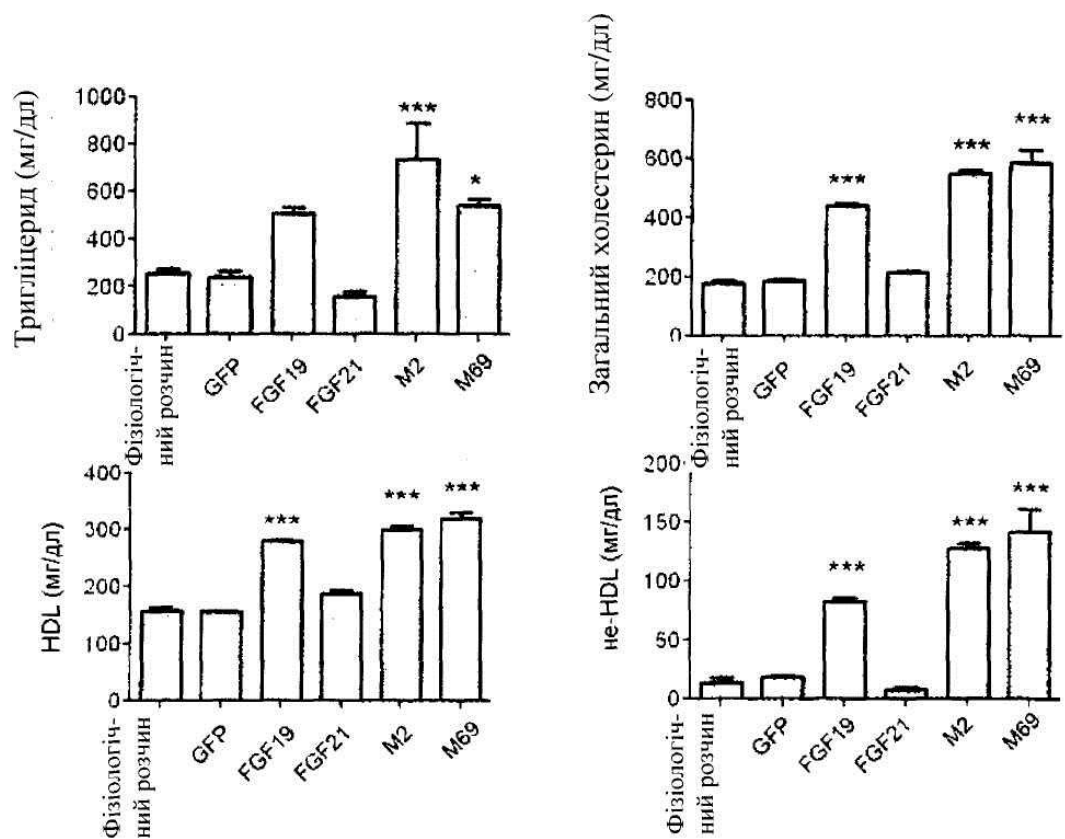 Тригліцерид (мг/дл)
1000
800
600
400
200
0
***
*
Фізіологіч-
ний розчин
GFP
FGF19
FGF21
M2
M69
Загальний холестерин (мг/дл)
800
600
400
200
0
***
***
***
Фізіологіч-
ний розчин
GFP
FGF19
FGF21
M2
M69
HDL (мг/дл)
400
300
200
100
0
***
***
***
Фізіологіч-
ний розчин
GFP
FGF19
FGF21
M2
M69
не-HDL (мг/дл)
200
150
100
50
0
***
***
***
Фізіологіч-
ний розчин
GFP
FGF19
FGF21
M2
M69